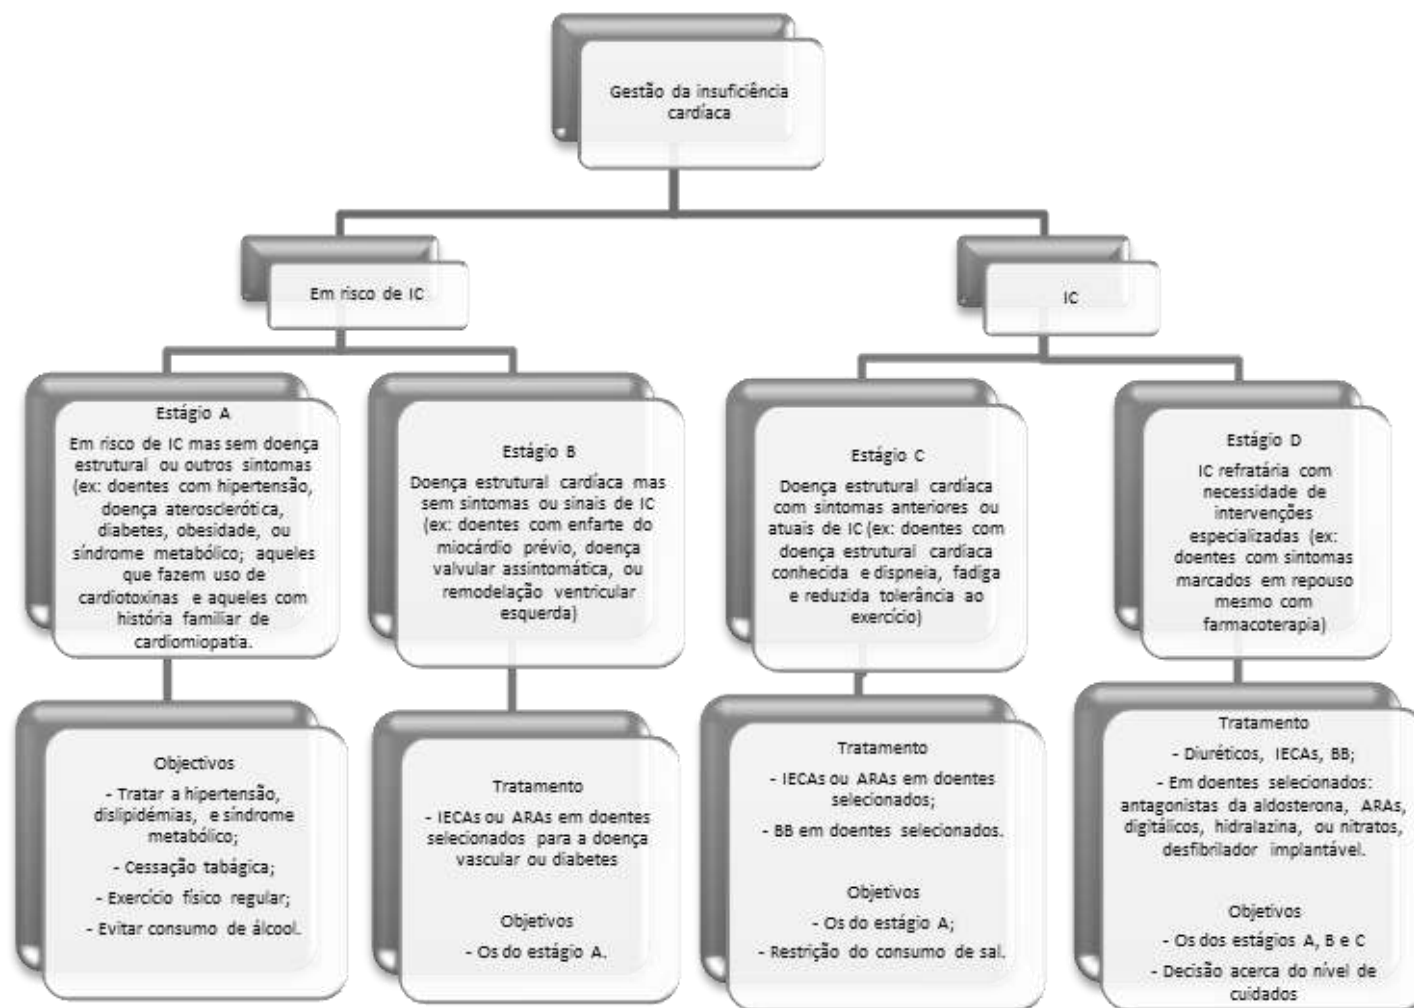 Gestão da insuficiência
cardíaca
Em risco de IC
IC
Estágio A
Em risco de IC mas sem doença
estrutural ou outros sintomas
(ex: doentes com hipertensão,
doença aterosclerótica,
diabetes, obesidade, ou
síndrome metabólico; aqueles
que fazem uso de
cardiotoxinas e aqueles com
história familiar de
cardiomiopatia.
Estágio B
Doença estrutural cardíaca mas
sem sintomas ou sinais de IC
(ex: doentes com enfarte do
miocárdio prévio, doença
valvular assintomática, ou
remodelação ventricular
esquerda)
Estágio C
Doença estrutural cardíaca
com sintomas anteriores ou
atuais de IC (ex: doentes com
doença estrutural cardíaca
conhecida e dispneia, fadiga
e reduzida tolerância ao
exercício)
Estágio D
IC refratária com
necessidade de
intervenções
especializadas (ex:
doentes com sintomas
marcados em repouso
mesmo com
farmacoterapia)
Objectivos
- Tratar a hipertensão,
dislipidémias, e síndrome
metabólico;
- Cessação tabágica;
- Exercício físico regular;
- Evitar consumo de álcool.
Tratamento
- IECAs ou ARAs em doentes
selecionados para a doença
vascular ou diabetes
Objetivos
- Os do estágio A.
Tratamento
- IECAs ou ARAs em doentes
selecionados;
- BB em doentes selecionados.
Objetivos
- Os do estágio A;
- Restrição do consumo de sal.
Tratamento
- Diuréticos, IECAs, BB;
- Em doentes selecionados:
antagonistas da aldosterona, ARAs,
digitálicos, hidralazina, ou nitratos,
desfibrilador implantável.
Objetivos
- Os dos estágios A, B e C
- Decisão acerca do nível de
cuidados